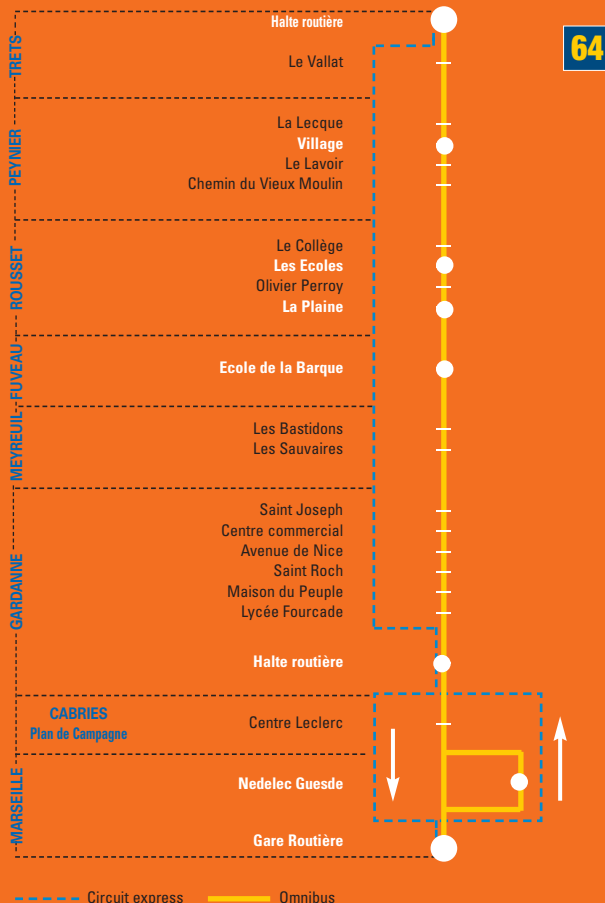 64
TRETS
Halte routière
Le Vallat
PEYNIER
La Lecque
Village
Le Lavoir
Chemin du Vieux Moulin
ROUSSET
Le Collège
Les Ecoles
Olivier Perroy
La Plaine
FUVEAU
Ecole de la Barque
MEYREUIL
Les Bastidons
Les Sauvaires
GARDANNE
Saint Joseph
Centre commercial
Avenue de Nice
Saint Roch
Maison du Peuple
Lycée Fourcade
Halte routière
CABRIES
Plan de Campagne
Centre Leclerc
MARSEILLE
Nedelec Guesde
Gare Routière
Circuit express
Omnibus